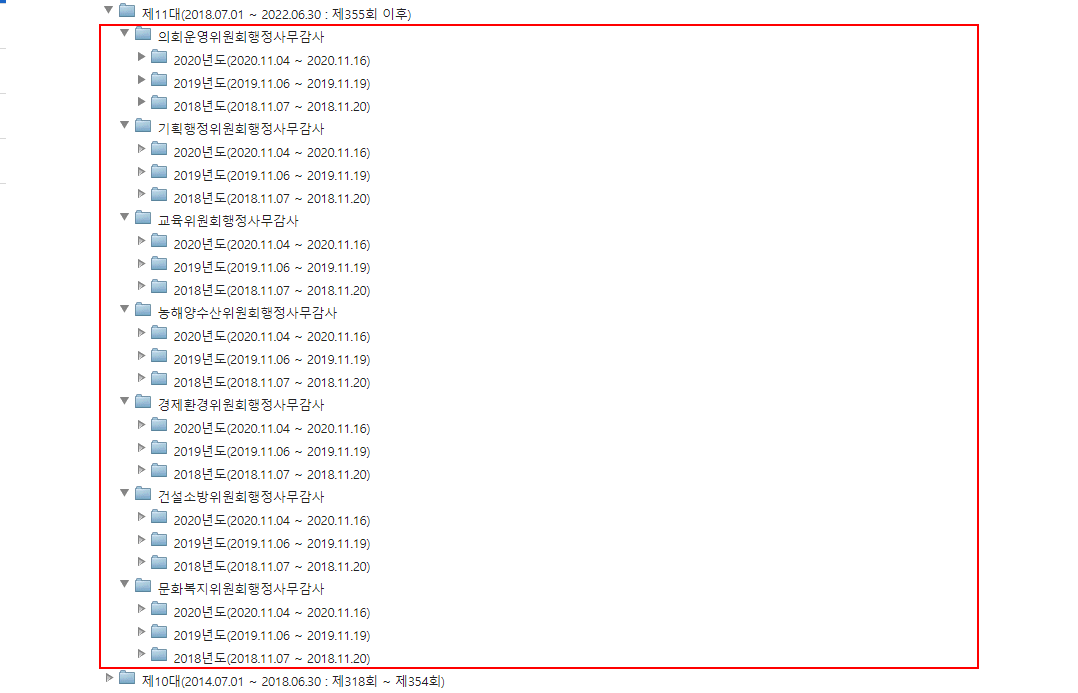 제11대(2018.07.01 ~ 2022.06.30 : 제355회 이후)
의회운영위원회행정사무감사
2020년도(2020.11.04 ~ 2020.11.16)
2019년도(2019.11.06 ~ 2019.11.19)
2018년도(2018.11.07 ~ 2018.11.20)
기획행정위원회행정사무감사
2020년도(2020.11.04 ~ 2020.11.16)
2019년도(2019.11.06 ~ 2019.11.19)
2018년도(2018.11.07 ~ 2018.11.20)
교육위원회행정사무감사
2020년도(2020.11.04 ~ 2020.11.16)
2019년도(2019.11.06 ~ 2019.11.19)
2018년도(2018.11.07 ~ 2018.11.20)
농해양수산위원회행정사무감사
2020년도(2020.11.04 ~ 2020.11.16)
2019년도(2019.11.06 ~ 2019.11.19)
2018년도(2018.11.07 ~ 2018.11.20)
경제환경위원회행정사무감사
2020년도(2020.11.04 ~ 2020.11.16)
2019년도(2019.11.06 ~ 2019.11.19)
2018년도(2018.11.07 ~ 2018.11.20)
건설소방위원회행정사무감사
2020년도(2020.11.04 ~ 2020.11.16)
2019년도(2019.11.06 ~ 2019.11.19)
2018년도(2018.11.07 ~ 2018.11.20)
문화복지위원회행정사무감사
2020년도(2020.11.04 ~ 2020.11.16)
2019년도(2019.11.06 ~ 2019.11.19)
2018년도(2018.11.07 ~ 2018.11.20)
제10대(2014.07.01 ~ 2018.06.30 : 제318회 ~ 제354회)